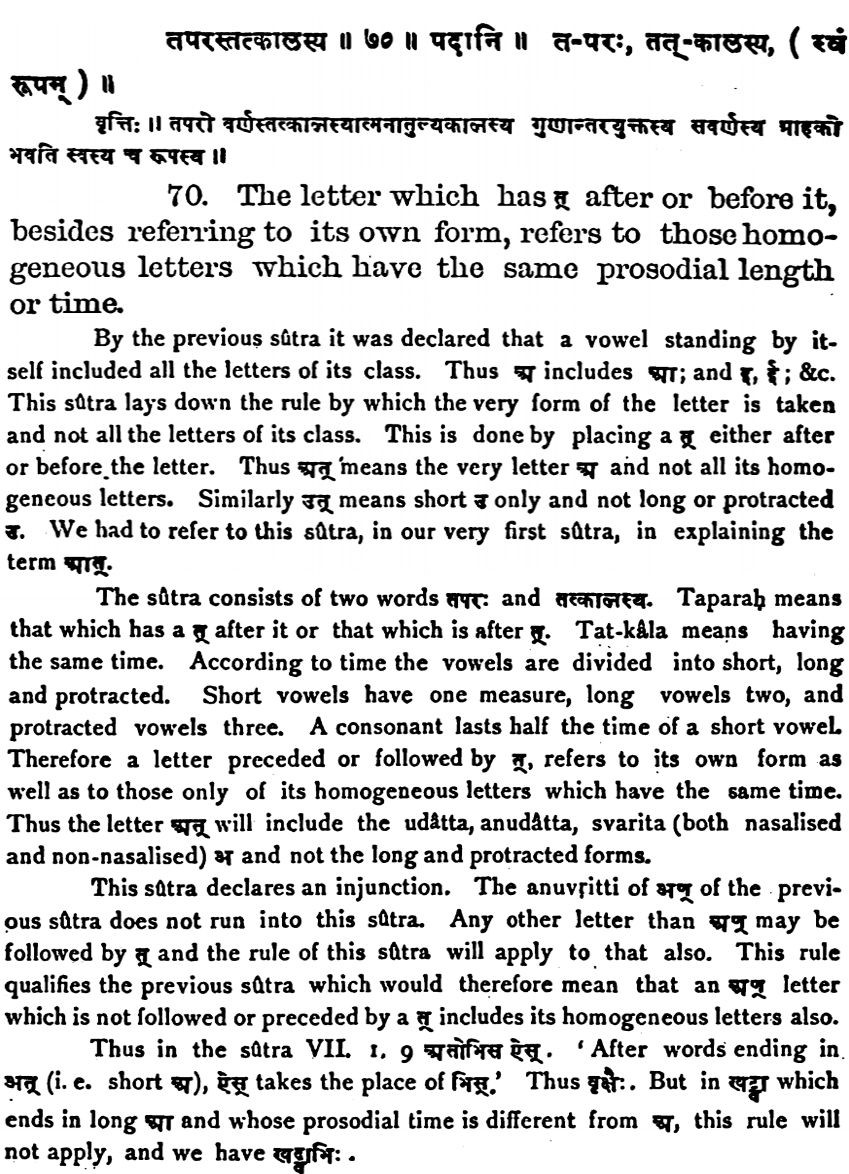 तपरस्तत्कालस्य ॥ ७० ॥ पदानि ॥ त-परः, तत्-कालस्य, ( स्वं
रूपम् ) ॥
वृत्तिः ॥ तपरो वर्णस्तत्कालस्यात्मनातुल्यकालस्य गुणान्तरयुक्तस्य सवर्णस्य ग्राहको
भवति स्वस्य च रूपस्य ॥
70. The letter which has त् after or before it,
besides referring to its own form, refers to those homo-
geneous letters which have the same prosodial length
or time.
By the previous sûtra it was declared that a vowel standing by it-
self included all the letters of its class. Thus अ includes आ; and इ, ई; &c.
This sûtra lays down the rule by which the very form of the letter is taken
and not all the letters of its class. This is done by placing a त् either after
or before the letter. Thus अत् means the very letter अ and not all its homo-
geneous letters. Similarly उत् means short उ only and not long or protracted
उ. We had to refer to this sûtra, in our very first sûtra, in explaining the
term आत्.
The sûtra consists of two words तपरः and तत्कालस्य. Taparaḥ means
that which has a त् after it or that which is after त्. Tat-kâla means having
the same time. According to time the vowels are divided into short, long
and protracted. Short vowels have one measure, long vowels two, and
protracted vowels three. A consonant lasts half the time of a short vowel.
Therefore a letter preceded or followed by त्, refers to its own form as
well as to those only of its homogeneous letters which have the same time.
Thus the letter अत् will include the udâtta, anudâtta, svarita (both nasalised
and non-nasalised) अ and not the long and protracted forms.
This sûtra declares an injunction. The anuvṛitti of अण् of the previ-
ous sûtra does not run into this sûtra. Any other letter than अण् may be
followed by त् and the rule of this sûtra will apply to that also. This rule
qualifies the previous sûtra which would therefore mean that an अण् letter
which is not followed or preceded by a त् includes its homogeneous letters also.
Thus in the sûtra VII. 1. 9 अतोभिस ऐस्. ‘After words ending in
अत् (i. e. short अ), ऐस् takes the place of भिस्.’ Thus वृक्षैः. But in खट्वा which
ends in long आ and whose prosodial time is different from अ, this rule will
not apply, and we have खट्वाभिः.